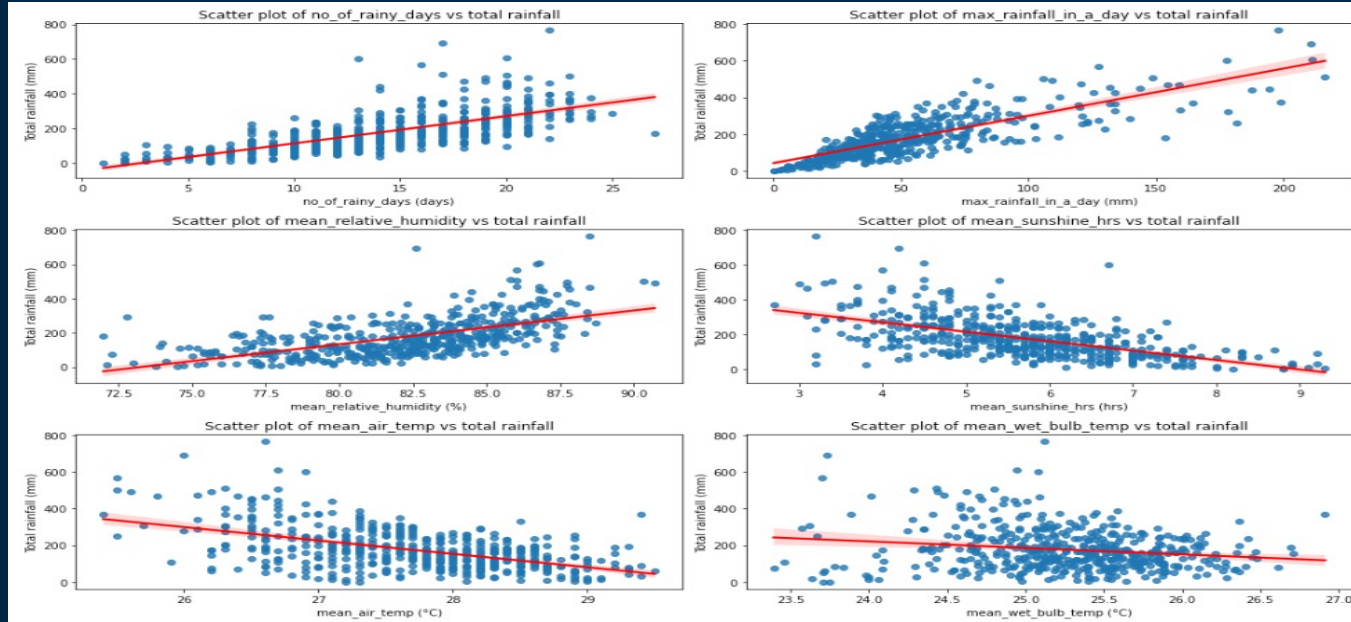 Scatter plot of no_of_rainy_days vs total rainfall
Total rainfall (mm)
800
600
400
200
0
0 5 10 15 20 25
no_of_rainy_days (days)
Scatter plot of max_rainfall_in_a_day vs total rainfall
Total rainfall (mm)
800
600
400
200
0
0 50 100 150 200
max_rainfall_in_a_day (mm)
Scatter plot of mean_relative_humidity vs total rainfall
Total rainfall (mm)
800
600
400
200
0
72.5 75.0 77.5 80.0 82.5 85.0 87.5 90.0
mean_relative_humidity (%)
Scatter plot of mean_sunshine_hrs vs total rainfall
Total rainfall (mm)
800
600
400
200
0
3 4 5 6 7 8 9
mean_sunshine_hrs (hrs)
Scatter plot of mean_air_temp vs total rainfall
Total rainfall (mm)
800
600
400
200
0
26 27 28 29
mean_air_temp (°C)
Scatter plot of mean_wet_bulb_temp vs total rainfall
Total rainfall (mm)
800
600
400
200
0
23.5 24.0 24.5 25.0 25.5 26.0 26.5 27.0
mean_wet_bulb_temp (°C)